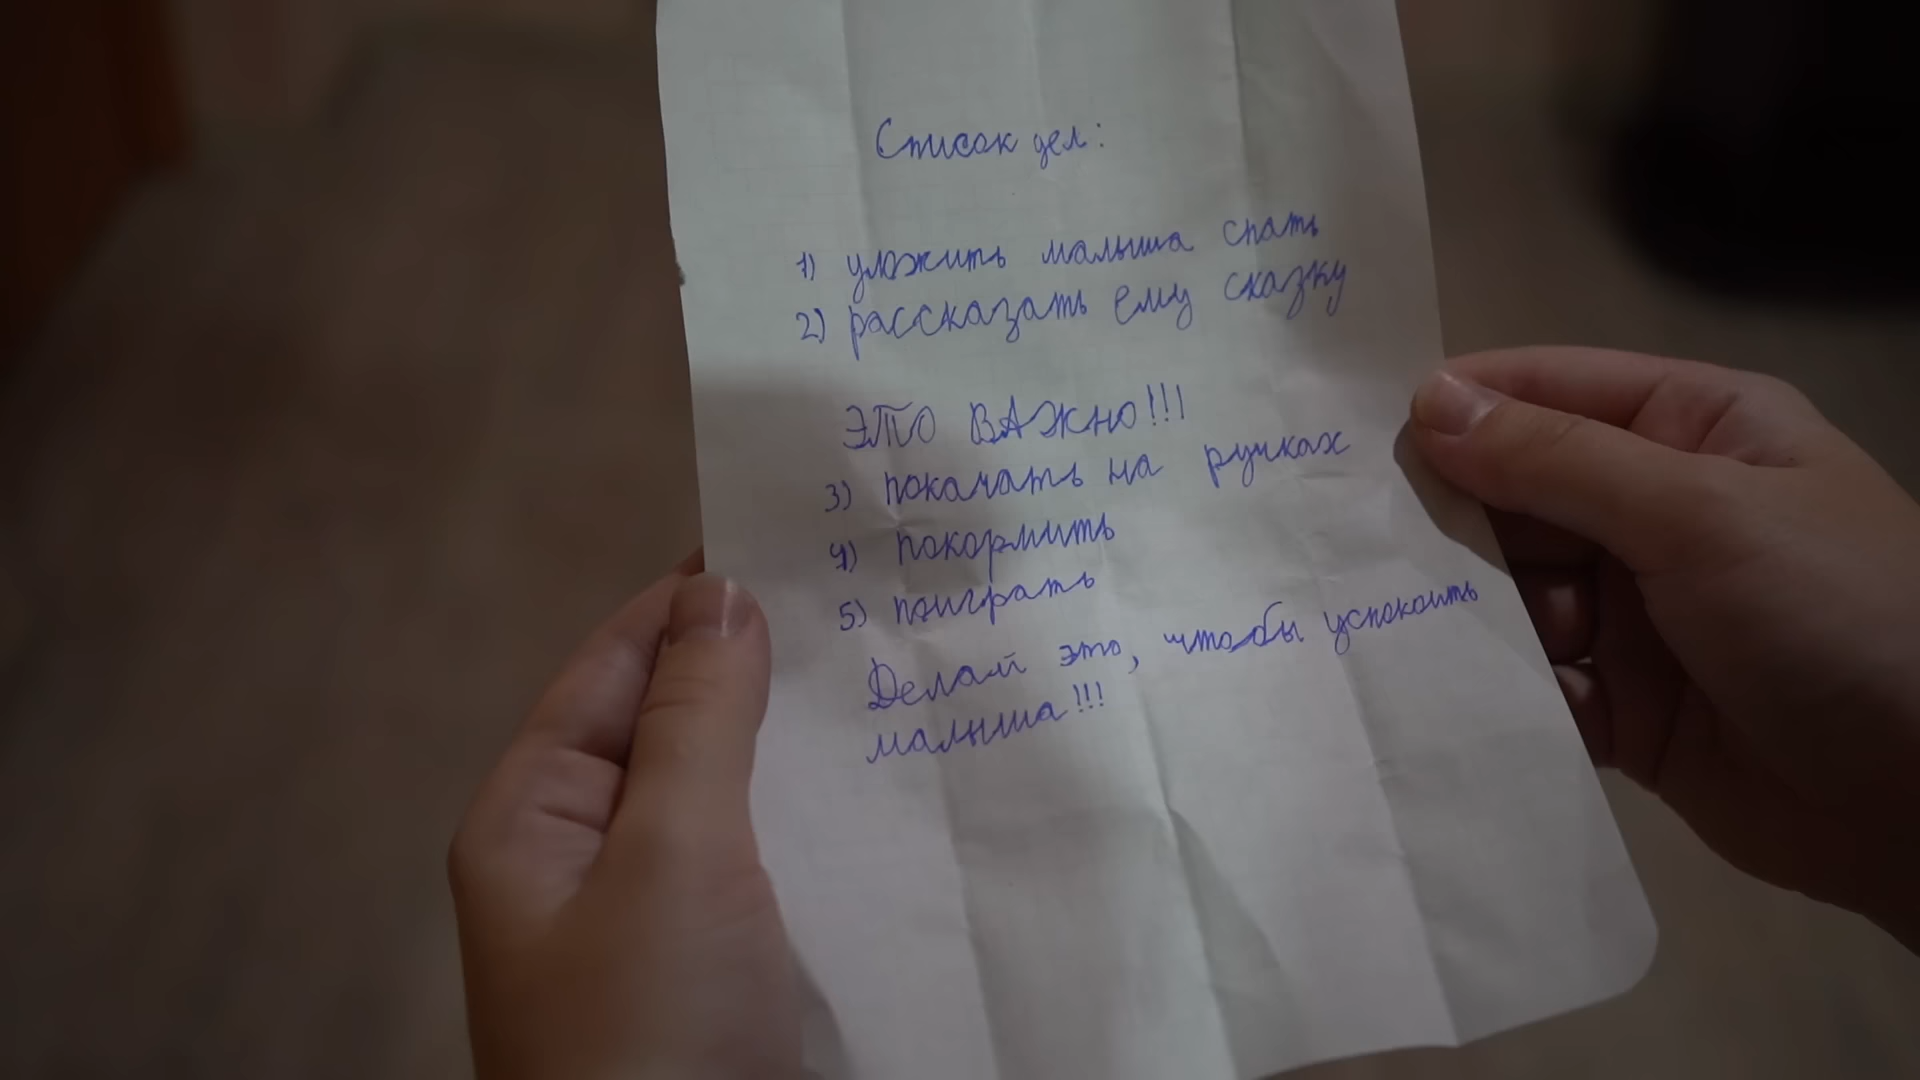 Список дел:
1) уложить малыша спать
2) рассказать ему сказку
ЭТО ВАЖНО!!!
3) покачать на ручках
4) покормить
5) поиграть
Делай это, чтобы успокоить
малыша!!!